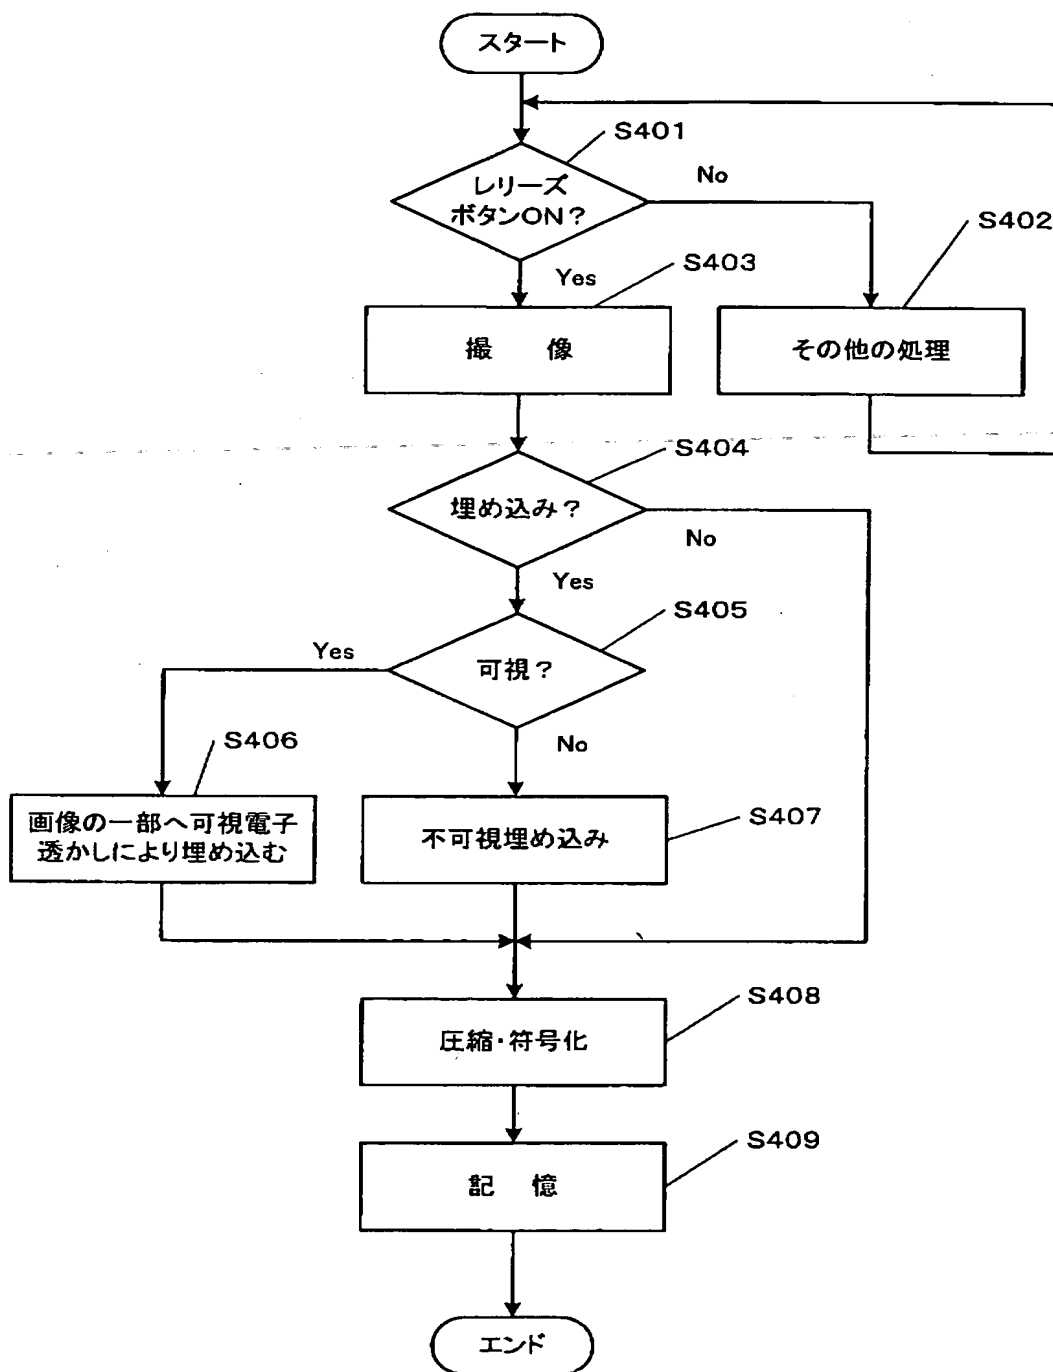 スタート
S401
レリーズ
ボタンON?
No
S402
Yes
S403
撮 像
その他の処理
S404
埋め込み?
No
Yes
S405
可視?
Yes
No
S406
画像の一部へ可視電子
透かしにより埋め込む
S407
不可視埋め込み
S408
圧縮・符号化
S409
記 憶
エンド